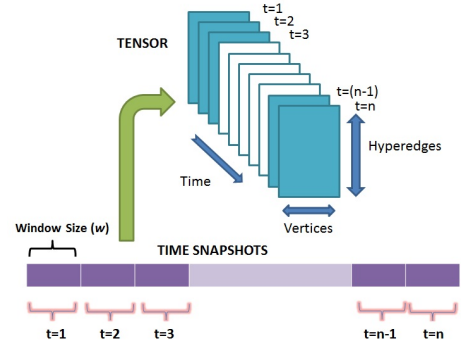 t=1
t=2
t=3
TENSOR
t=(n-1)
t=n
Hyperedges
Time
Vertices
Window Size (w)
TIME SNAPSHOTS
t=1 t=2 t=3 t=n-1 t=n